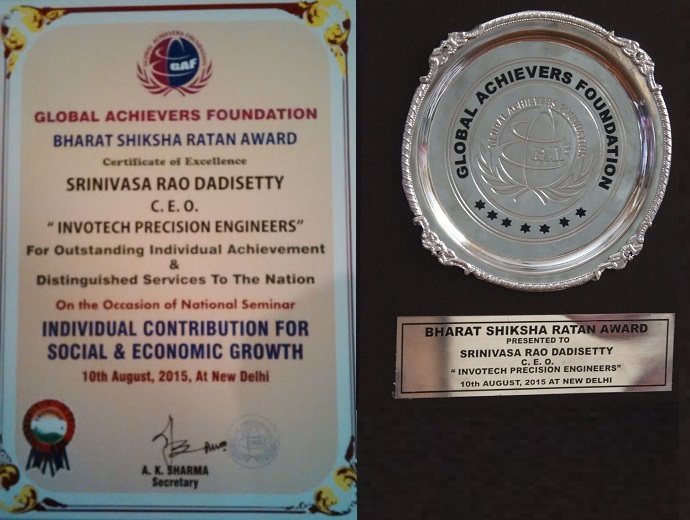 GLOBAL ACHIEVERS FOUNDATION
GAF
GLOBAL ACHIEVERS FOUNDATION
BHARAT SHIKSHA RATAN AWARD
Certificate of Excellence
SRINIVASA RAO DADISETTY
C. E. O.
“ INVOTECH PRECISION ENGINEERS”
For Outstanding Individual Achievement
&
Distinguished Services To The Nation
On the Occasion of National Seminar
INDIVIDUAL CONTRIBUTION FOR
SOCIAL & ECONOMIC GROWTH
10th August, 2015, At New Delhi
A. K. SHARMA
Secretary
GLOBAL ACHIEVERS FOUNDATION
GLOBAL ACHIEVERS FOUNDATION
GAF
BHARAT SHIKSHA RATAN AWARD
PRESENTED TO
SRINIVASA RAO DADISETTY
C. E. O.
“ INVOTECH PRECISION ENGINEERS”
10th AUGUST, 2015 AT NEW DELHI